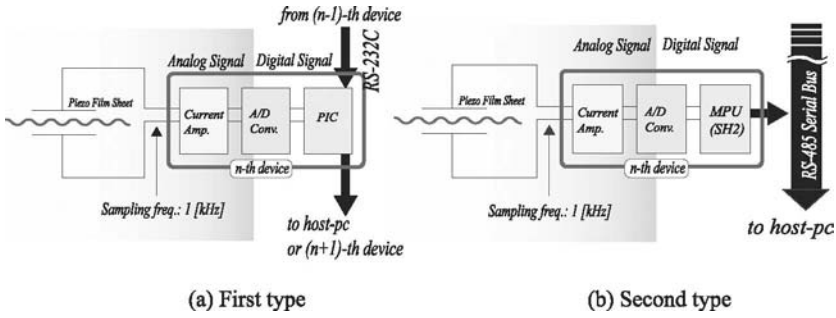 from (n-1)-th device
Analog Signal Digital Signal
RS-232C
Piezo Film Sheet
Current
Amp.
A/D
Conv.
PIC
n-th device
Sampling freq.: 1 [kHz]
to host-pc
or (n+1)-th device
(a) First type
Analog Signal Digital Signal
Piezo Film Sheet
Current
Amp.
A/D
Conv.
MPU
(SH2)
RS-485 Serial Bus
n-th device
Sampling freq.: 1 [kHz]
to host-pc
(b) Second type